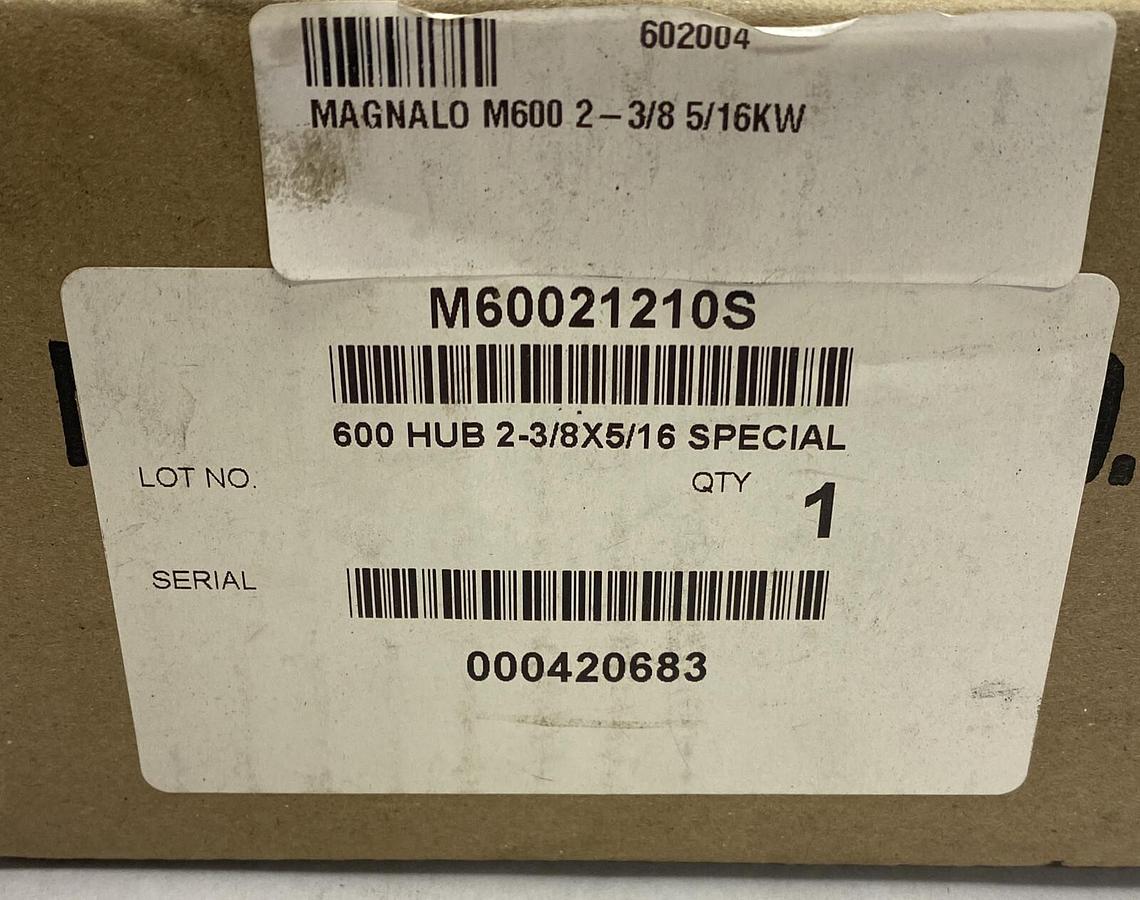 602004
MAGNALO M600 2-3/8 5/16KW
M60021210S
600 HUB 2-3/8X5/16 SPECIAL
LOT NO.
QTY
1
SERIAL
000420683